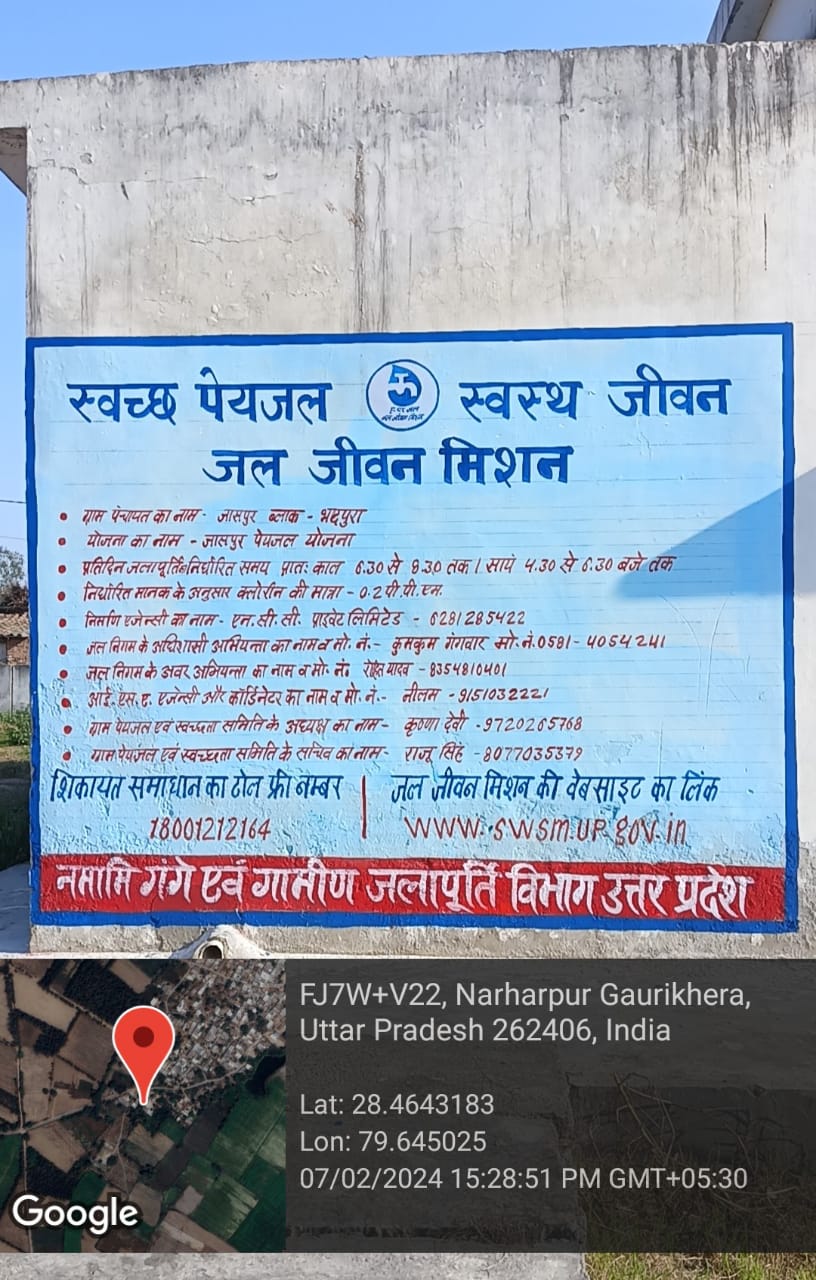 स्वच्छ पेयजल स्वस्थ जीवन
जल जीवन मिशन
• ग्राम पंचायत का नाम - जासपुर ब्लाक - भदपुरा
• योजना का नाम - जासपुर पेयजल योजना
• प्रतिदिन जलापूर्ति निर्धारित समय प्रातः काल 6.30 से 8.30 तक / सायं 4.30 से 6.30 बजे तक
• निर्धारित मानक के अनुसार क्लोरीन की मात्रा - 0.2 पी.पी.एम.
• निर्माण एजेन्सी का नाम - एन.सी.सी. प्राइवेट लिमिटेड - 6281285422
• जल निगम के अधिशासी अभियन्ता का नाम व मो. नं.- कुमकुम गंगवार मो.नं.0581-4054241
• जल निगम के अवर अभियन्ता का नाम व मो. नं. रोहित यादव - 8354810401
• आई.एस.ए. एजेन्सी और कॉर्डिनेटर का नाम व मो. नं.- नीलम -9151032221
• ग्राम पेयजल एवं स्वच्छता समिति के अध्यक्ष का नाम- कृष्णा देवी -9720265768
• ग्राम पेयजल एवं स्वच्छता समिति के सचिव का नाम- राजू सिंह -8077035379
शिकायत समाधान का टोल फ्री नम्बर | जल जीवन मिशन की वेबसाइट का लिंक
18001212164 www.swsm.up.gov.in
नमामि गंगे एवं गामीण जलापूर्ति विभाग उत्तर प्रदेश
FJ7W+V22, Narharpur Gaurikhera,
Uttar Pradesh 262406, India
Lat: 28.4643183
Lon: 79.645025
07/02/2024 15:28:51 PM GMT+05:30
Google